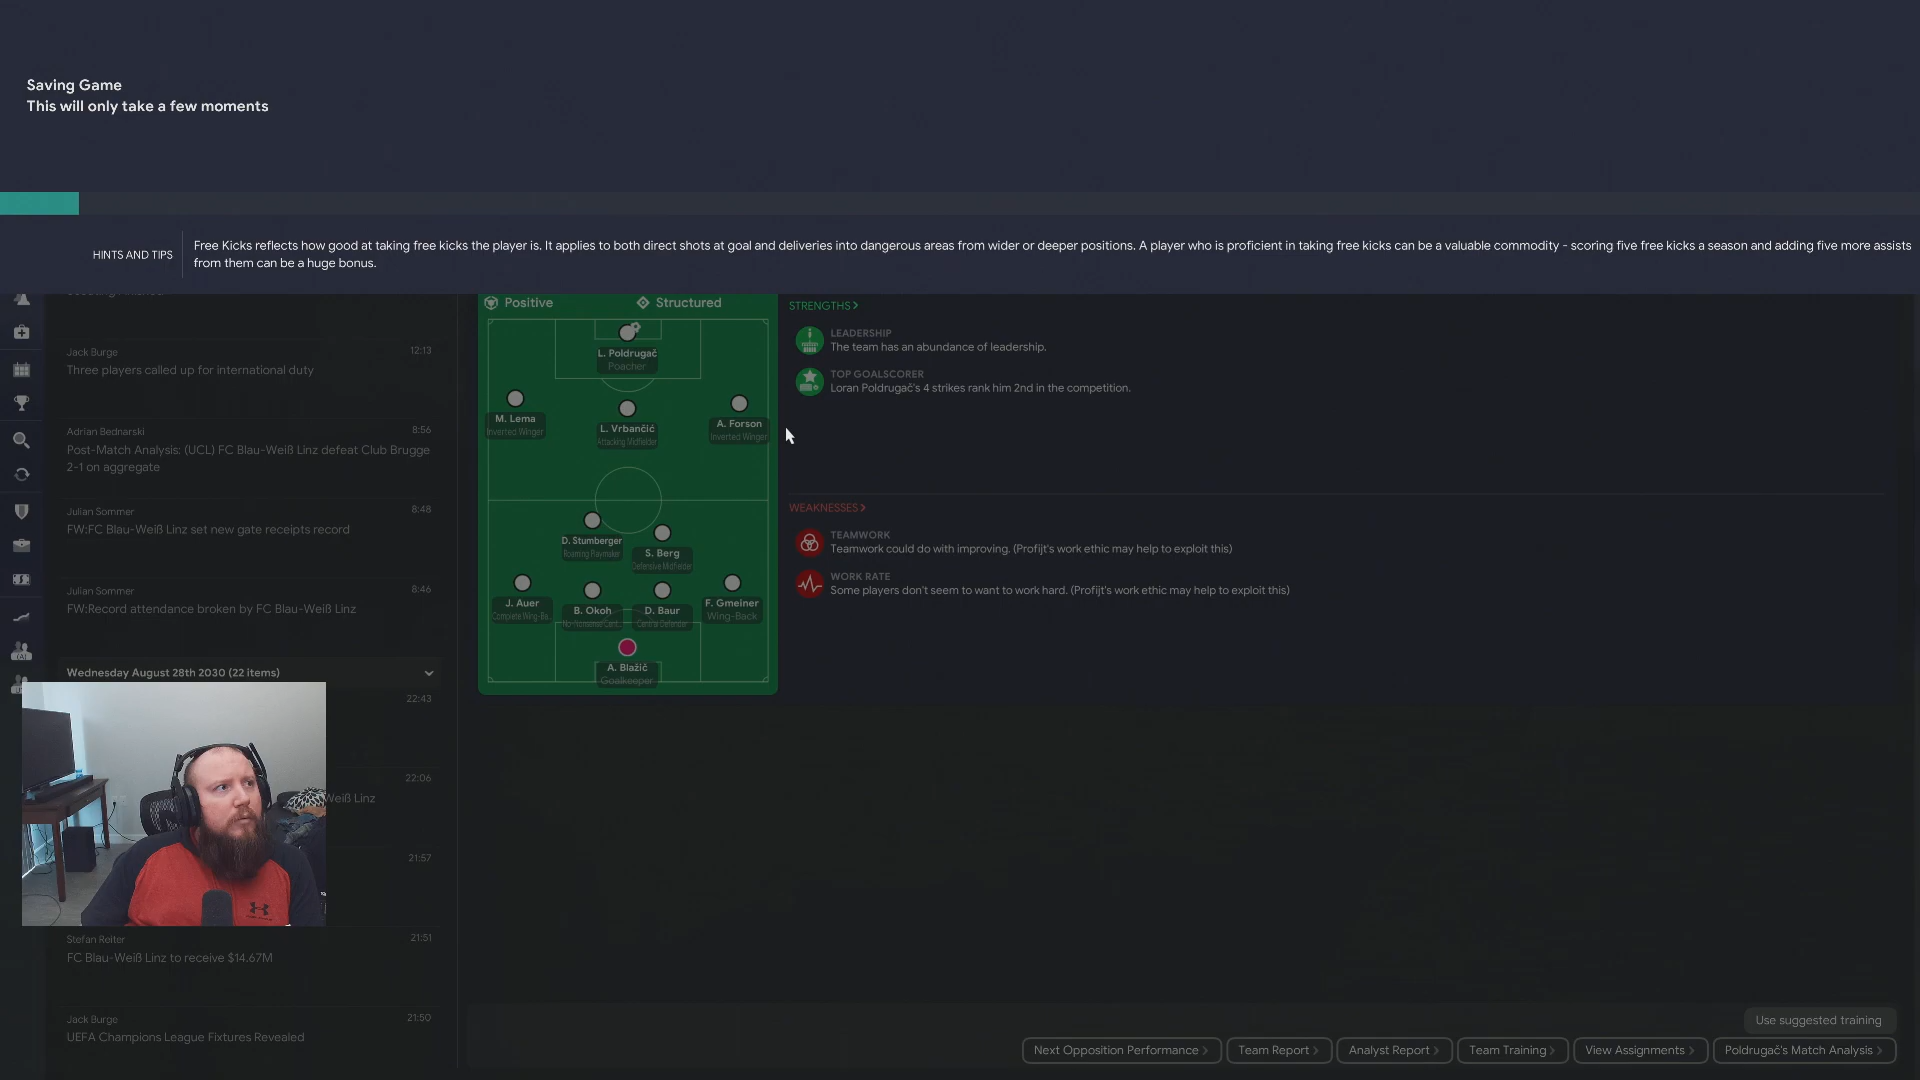 Saving Game
This will only take a few moments
HINTS AND TIPS
Free Kicks reflects how good at taking free kicks the player is. It applies to both direct shots at goal and deliveries into dangerous areas from wider or deeper positions. A player who is proficient in taking free kicks can be a valuable commodity - scoring five free kicks a season and adding five more assists
from them can be a huge bonus.
Jack Burge 12:13
Three players called up for international duty
Adrian Bednarski 8:56
Post-Match Analysis: (UCL) FC Blau-Weiß Linz defeat Club Brugge
2-1 on aggregate
Julian Sommer 8:48
FW:FC Blau-Weiß Linz set new gate receipts record
Julian Sommer 8:46
FW:Record attendance broken by FC Blau-Weiß Linz
Wednesday August 28th 2030 (22 items)
22:43
22:06
Weiß Linz
21:57
Stefan Reiter 21:51
FC Blau-Weiß Linz to receive $14.67M
Jack Burge 21:50
UEFA Champions League Fixtures Revealed
Positive Structured
L. Poldrugač
Poacher
M. Lema
Inverted Winger
L. Vrbančić
Attacking Midfielder
A. Forson
Inverted Winger
D. Stumberger
Roaming Playmaker
S. Berg
Defensive Midfielder
J. Auer
Complete Wing-Ba...
B. Okoh
No-Nonsense Cent...
D. Baur
Central Defender
F. Gmeiner
Wing-Back
A. Blažič
Goalkeeper
STRENGTHS
LEADERSHIP
The team has an abundance of leadership.
TOP GOALSCORER
Loran Poldrugač's 4 strikes rank him 2nd in the competition.
WEAKNESSES
TEAMWORK
Teamwork could do with improving. (Profijt's work ethic may help to exploit this)
WORK RATE
Some players don't seem to want to work hard. (Profijt's work ethic may help to exploit this)
Use suggested training
Next Opposition Performance Team Report Analyst Report Team Training View Assignments Poldrugač's Match Analysis